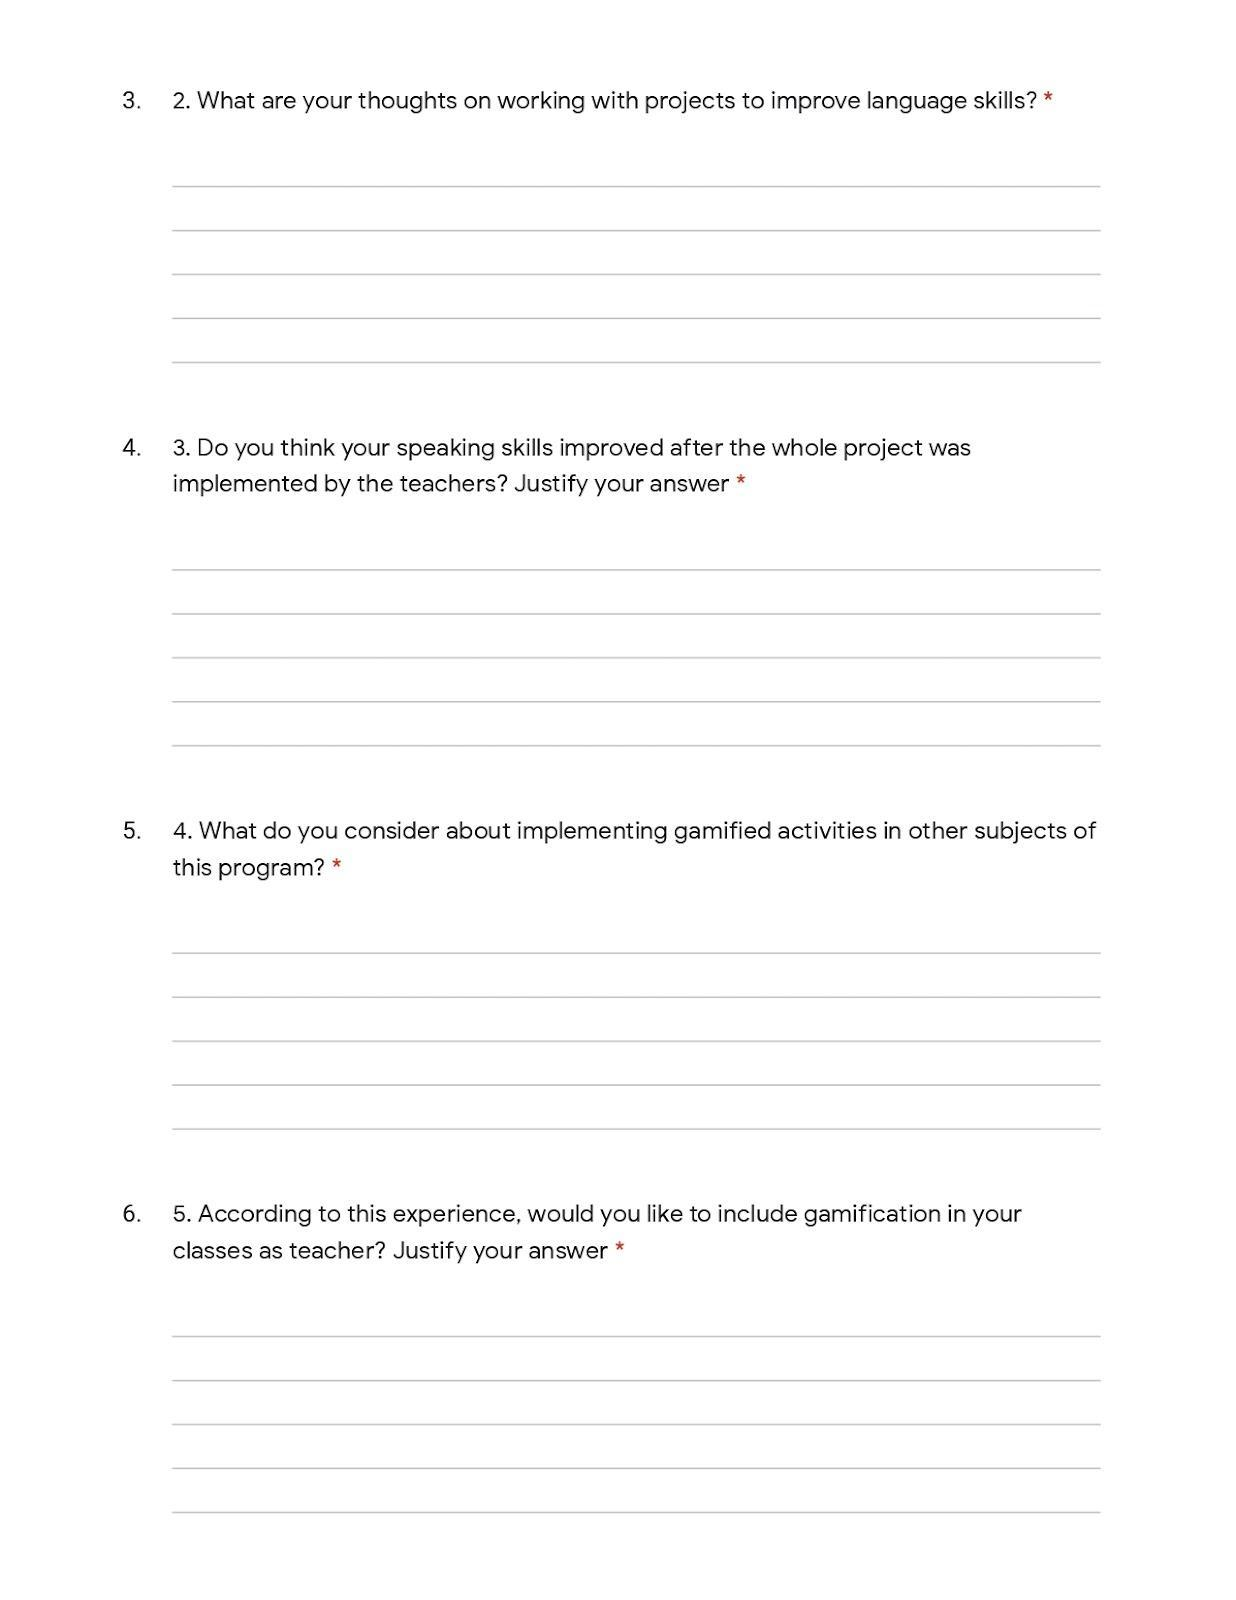 3. 2. What are your thoughts on working with projects to improve language skills? *
4. 3. Do you think your speaking skills improved after the whole project was
implemented by the teachers? Justify your answer *
5. 4. What do you consider about implementing gamified activities in other subjects of
this program? *
6. 5. According to this experience, would you like to include gamification in your
classes as teacher? Justify your answer *